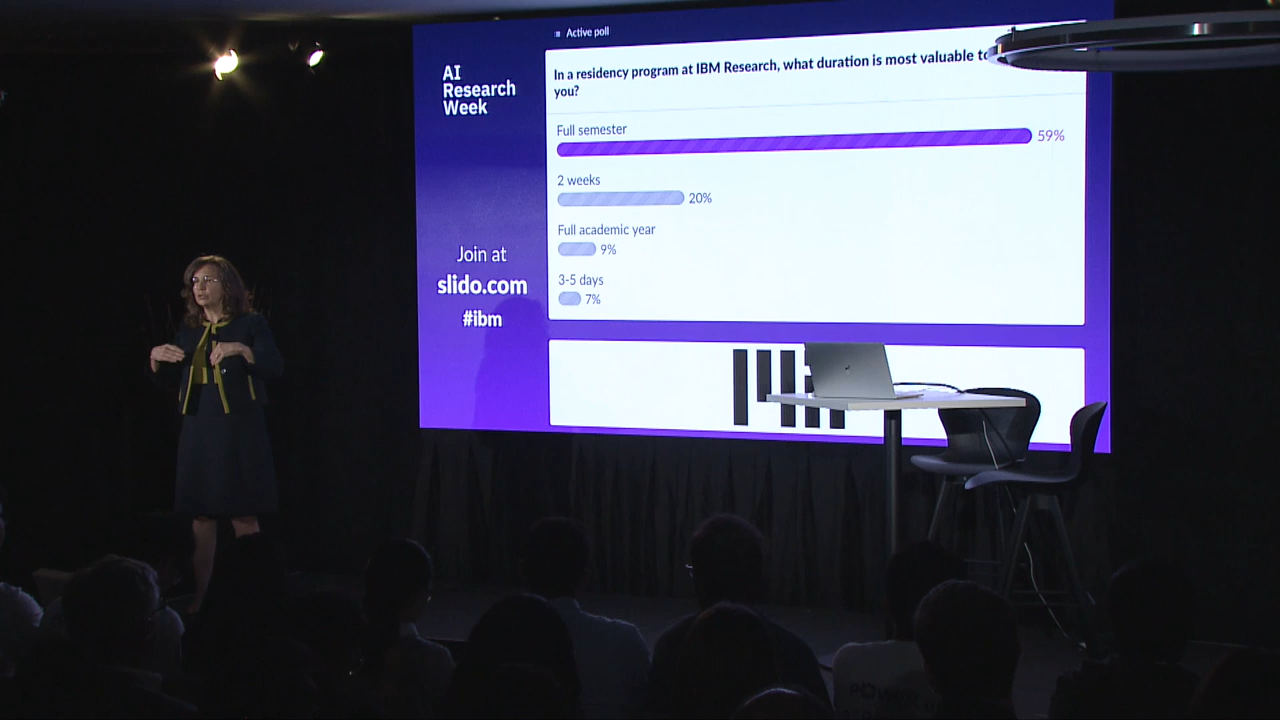 Active poll
AI
Research
Week
In a residency program at IBM Research, what duration is most valuable to
you?
Full semester
59%
2 weeks
20%
Full academic year
9%
3-5 days
7%
Join at
slido.com
#ibm